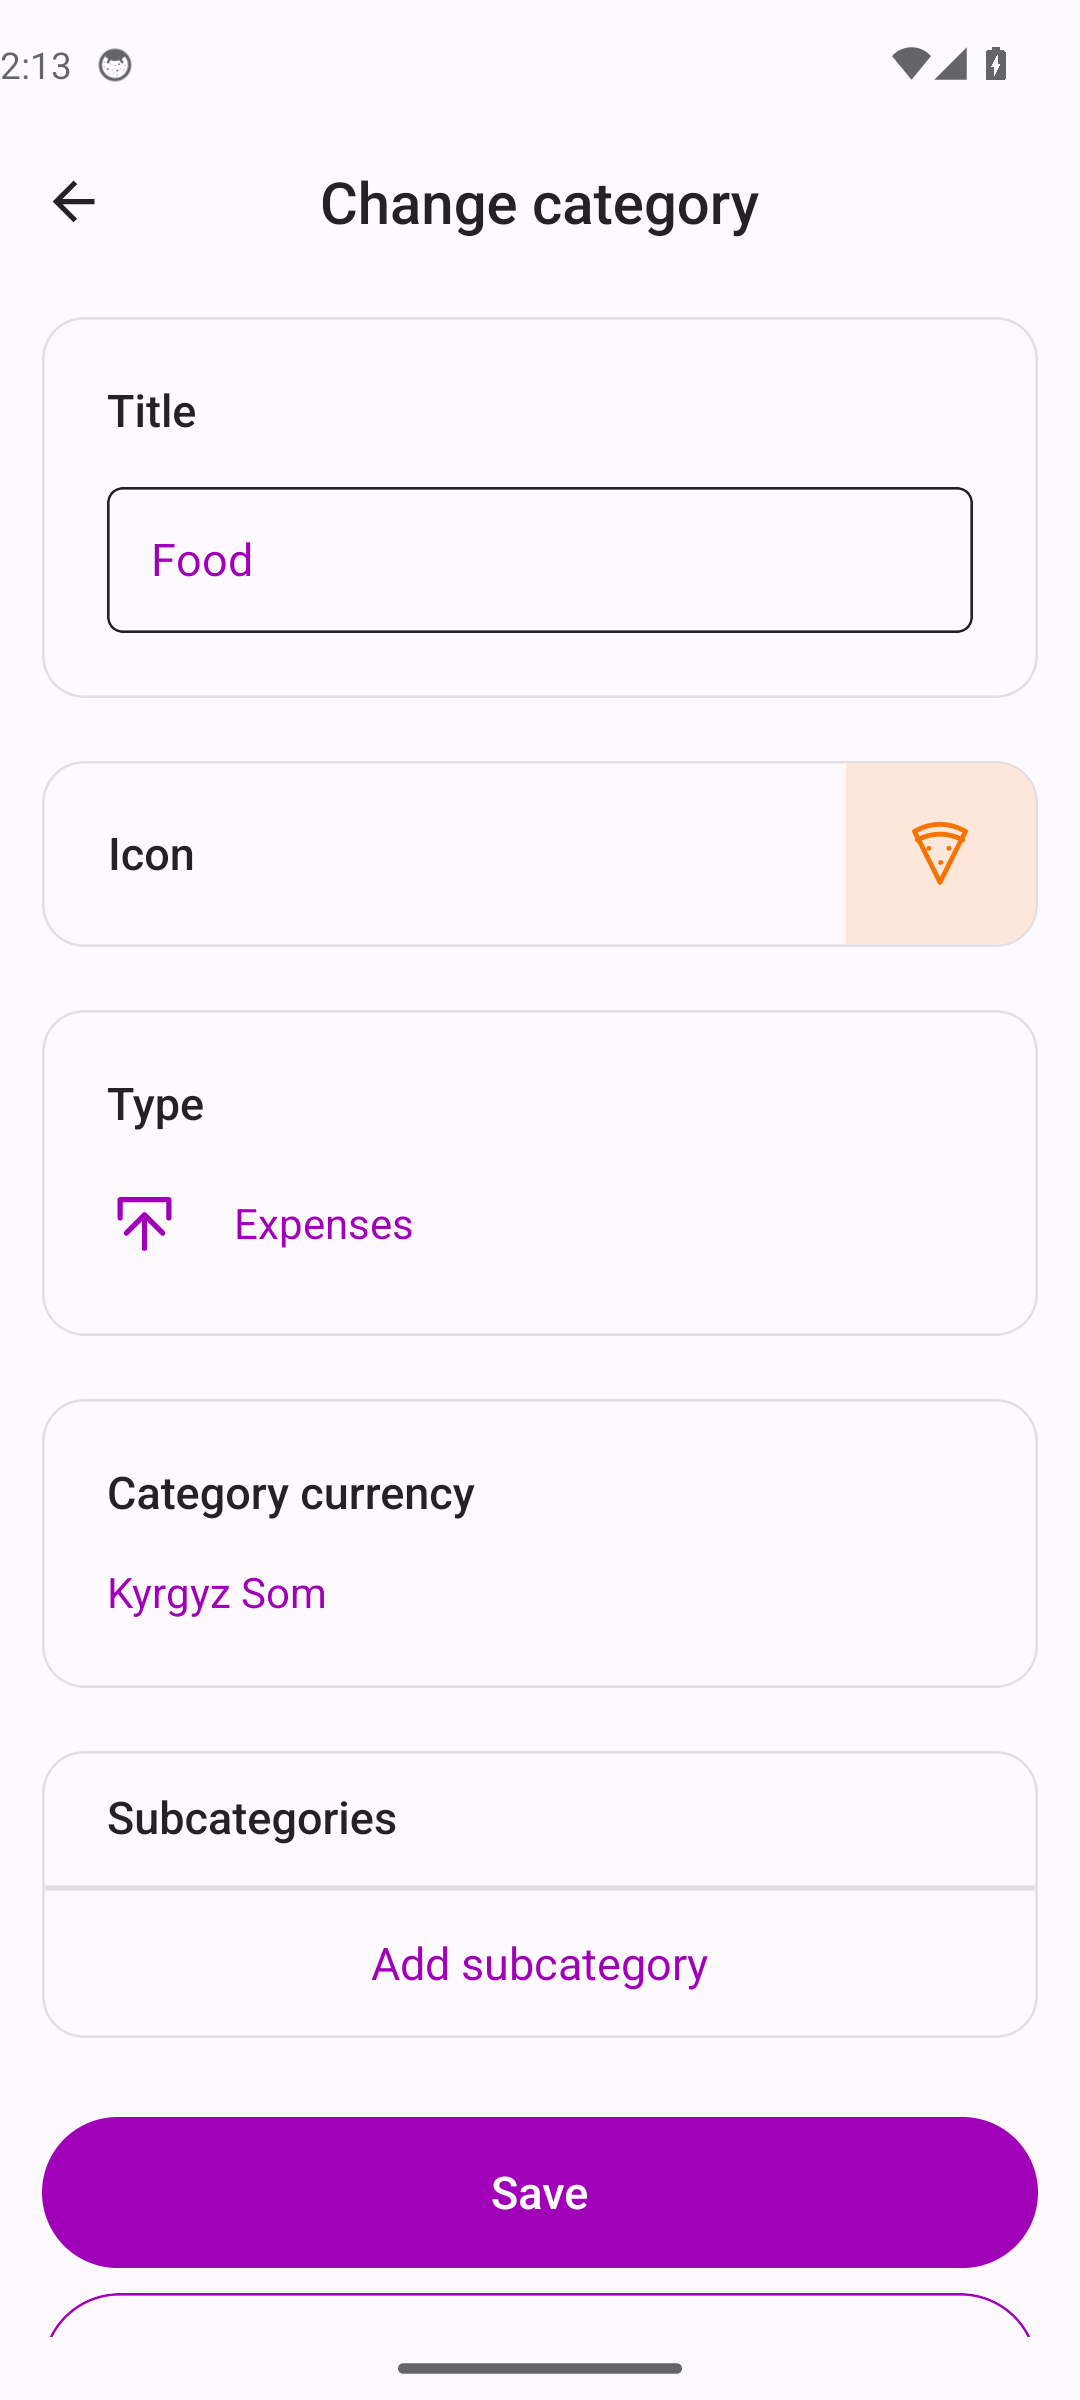 2:13
Change category
Title
Food
Icon
Type
Expenses
Category currency
Kyrgyz Som
Subcategories
Add subcategory
Save